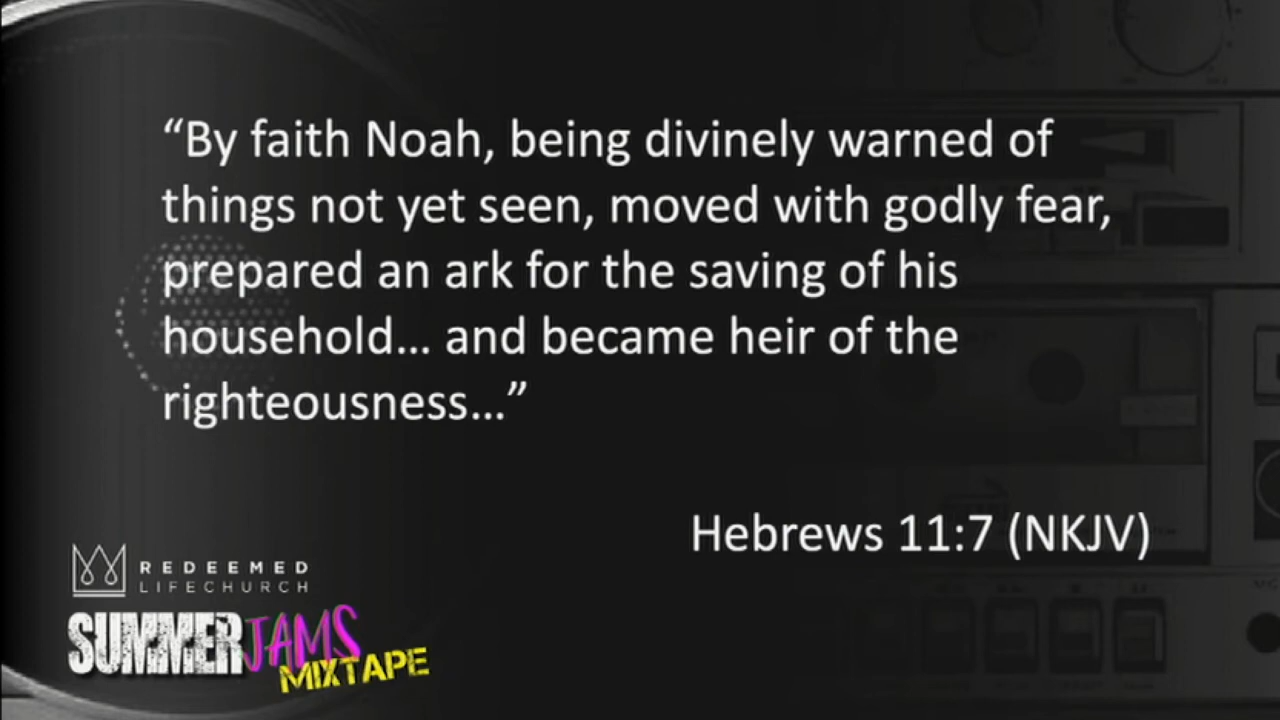 “By faith Noah, being divinely warned of
things not yet seen, moved with godly fear,
prepared an ark for the saving of his
household... and became heir of the
righteousness...”
Hebrews 11:7 (NKJV)
REDEEMED
LIFECHURCH
SUMMER JAMS
MIXTAPE